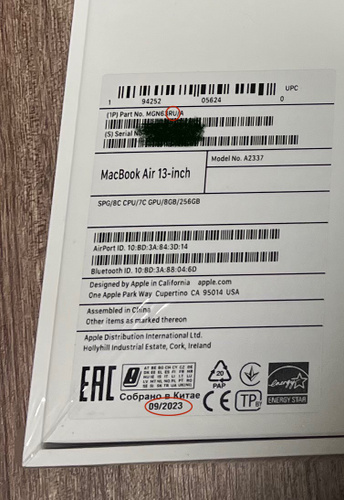 UPC
1 94252 05624 0
(1P) Part No. MGN63RU/A
(S) Serial
MacBook Air 13-inch
Model No. A2337
SPG/8C CPU/7C GPU/8GB/256GB
AirPort ID. 10:BD:3A:84:3D:14
Bluetooth ID. 10:BD:3A:88:04:6D
Designed by Apple in California apple.com
One Apple Park Way Cupertino CA 95014 USA
Assembled in China
Other items as marked thereon
Apple Distribution International Ltd.
Hollyhill Industrial Estate, Cork, Ireland
EAC
20
PAP
Собрано в Китае
09/2023
CE
TP
ENERGY STAR